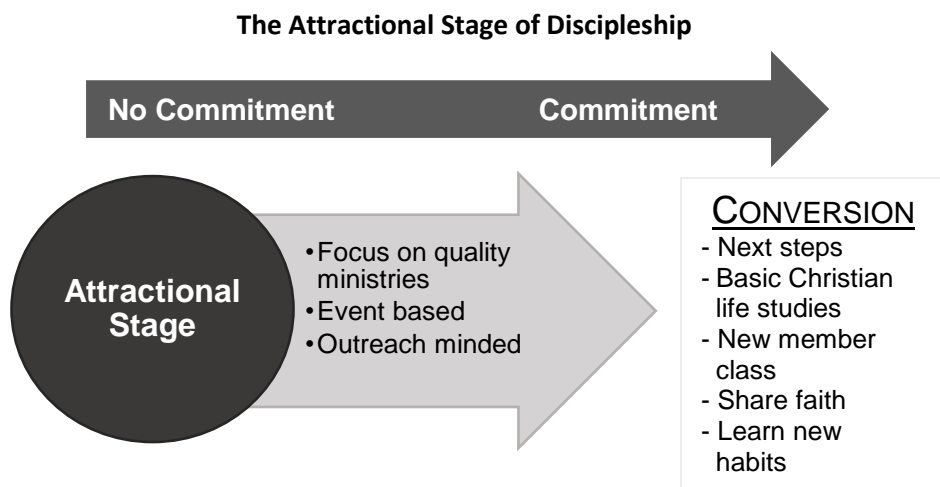 The Attractional Stage of Discipleship
No Commitment Commitment
Attractional
Stage
•Focus on quality
ministries
•Event based
•Outreach minded
CONVERSION
- Next steps
- Basic Christian
life studies
- New member
class
- Share faith
- Learn new
habits